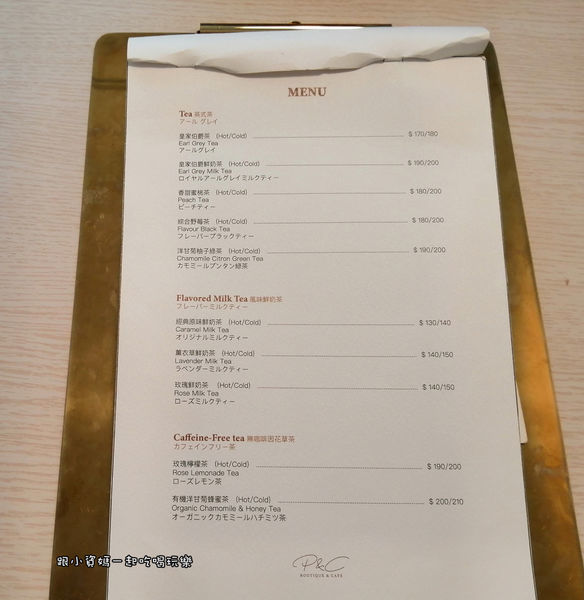 MENU
Tea 英式茶
アール グレイ
皇家伯爵茶 (Hot/Cold) $ 170/180
Earl Grey Tea
アールグレイ
皇家伯爵鮮奶茶 (Hot/Cold) $ 190/200
Earl Grey Milk Tea
ロイヤルアールグレイミルクティー
香甜蜜桃茶 (Hot/Cold) $ 180/200
Peach Tea
ピーチティー
綜合野莓茶 (Hot/Cold) $ 180/200
Flavour Black Tea
フレーバーブラックティー
洋甘菊柚子綠茶 (Hot/Cold) $ 190/200
Chamomile Citron Green Tea
カモミールブンタン緑茶
Flavored Milk Tea 風味鮮奶茶
フレーバーミルクティー
經典原味鮮奶茶 (Hot/Cold) $ 130/140
Caramel Milk Tea
オリジナルミルクティー
薰衣草鮮奶茶 (Hot/Cold) $ 140/150
Lavender Milk Tea
ラベンダーミルクティー
玫瑰鮮奶茶 (Hot/Cold) $ 140/150
Rose Milk Tea
ローズミルクティー
Caffeine-Free tea 無咖啡因花草茶
カフェインフリー茶
玫瑰檸檬茶 (Hot/Cold) $ 190/200
Rose Lemonade Tea
ローズレモン茶
有機洋甘菊蜂蜜茶 (Hot/Cold) $ 200/210
Organic Chamomile & Honey Tea
オーガニックカモミールハチミツ茶
P&C
BOUTIQUE & CAFÉ
跟小資媽一起吃喝玩樂